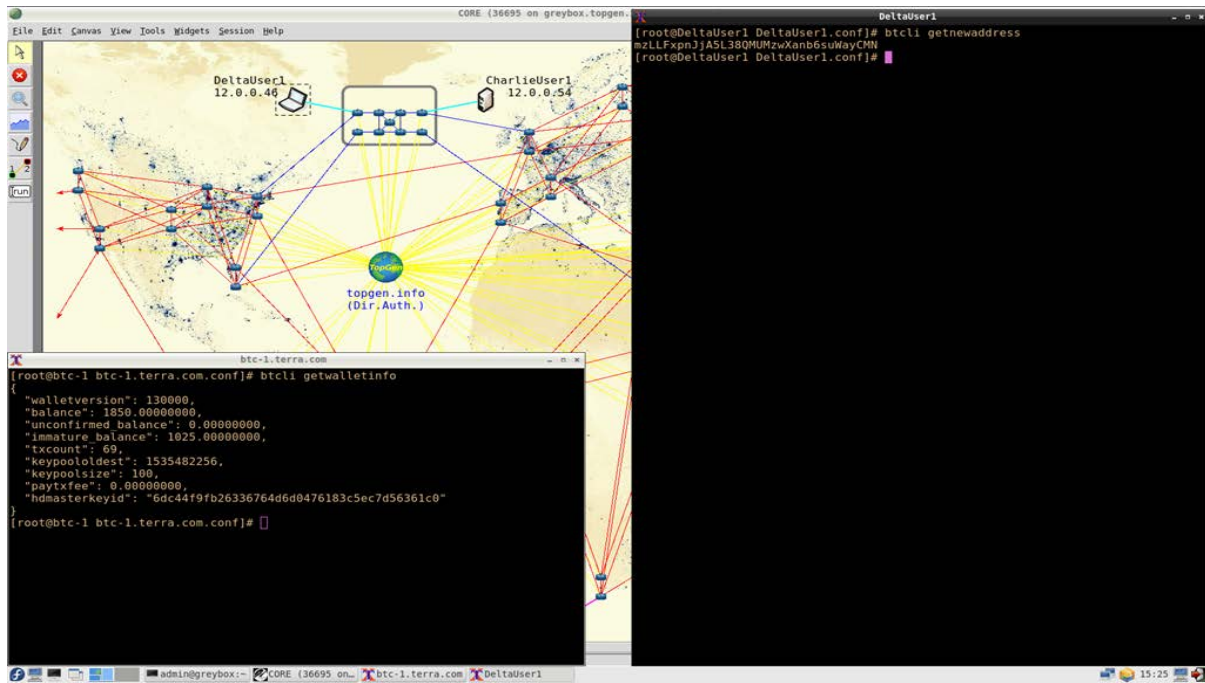 CORE (36695 on greybox.topgen.
File Edit Canvas View Tools Widgets Session Help
DeltaUser1
12.0.0.46
CharlieUser1
12.0.0.54
TopGen
topgen.info
(Dir.Auth.)
1 2
run
DeltaUser1
[root@DeltaUser1 DeltaUser1.conf]# btcli getnewaddress
mzLLFxpnJjA5L38QMUMzwXanb6suWayCMN
[root@DeltaUser1 DeltaUser1.conf]#
btc-1.terra.com
[root@btc-1 btc-1.terra.com.conf]# btcli getwalletinfo
{
"walletversion": 130000,
"balance": 1850.00000000,
"unconfirmed_balance": 0.00000000,
"immature_balance": 1025.00000000,
"txcount": 69,
"keypoololdest": 1535482256,
"keypoolsize": 100,
"paytxfee": 0.00000000,
"hdmasterkeyid": "6dc44f9fb26336764d6d0476183c5ec7d56361c0"
}
[root@btc-1 btc-1.terra.com.conf]#
admin@greybox:~ CORE (36695 on... btc-1.terra.com DeltaUser1 15:25